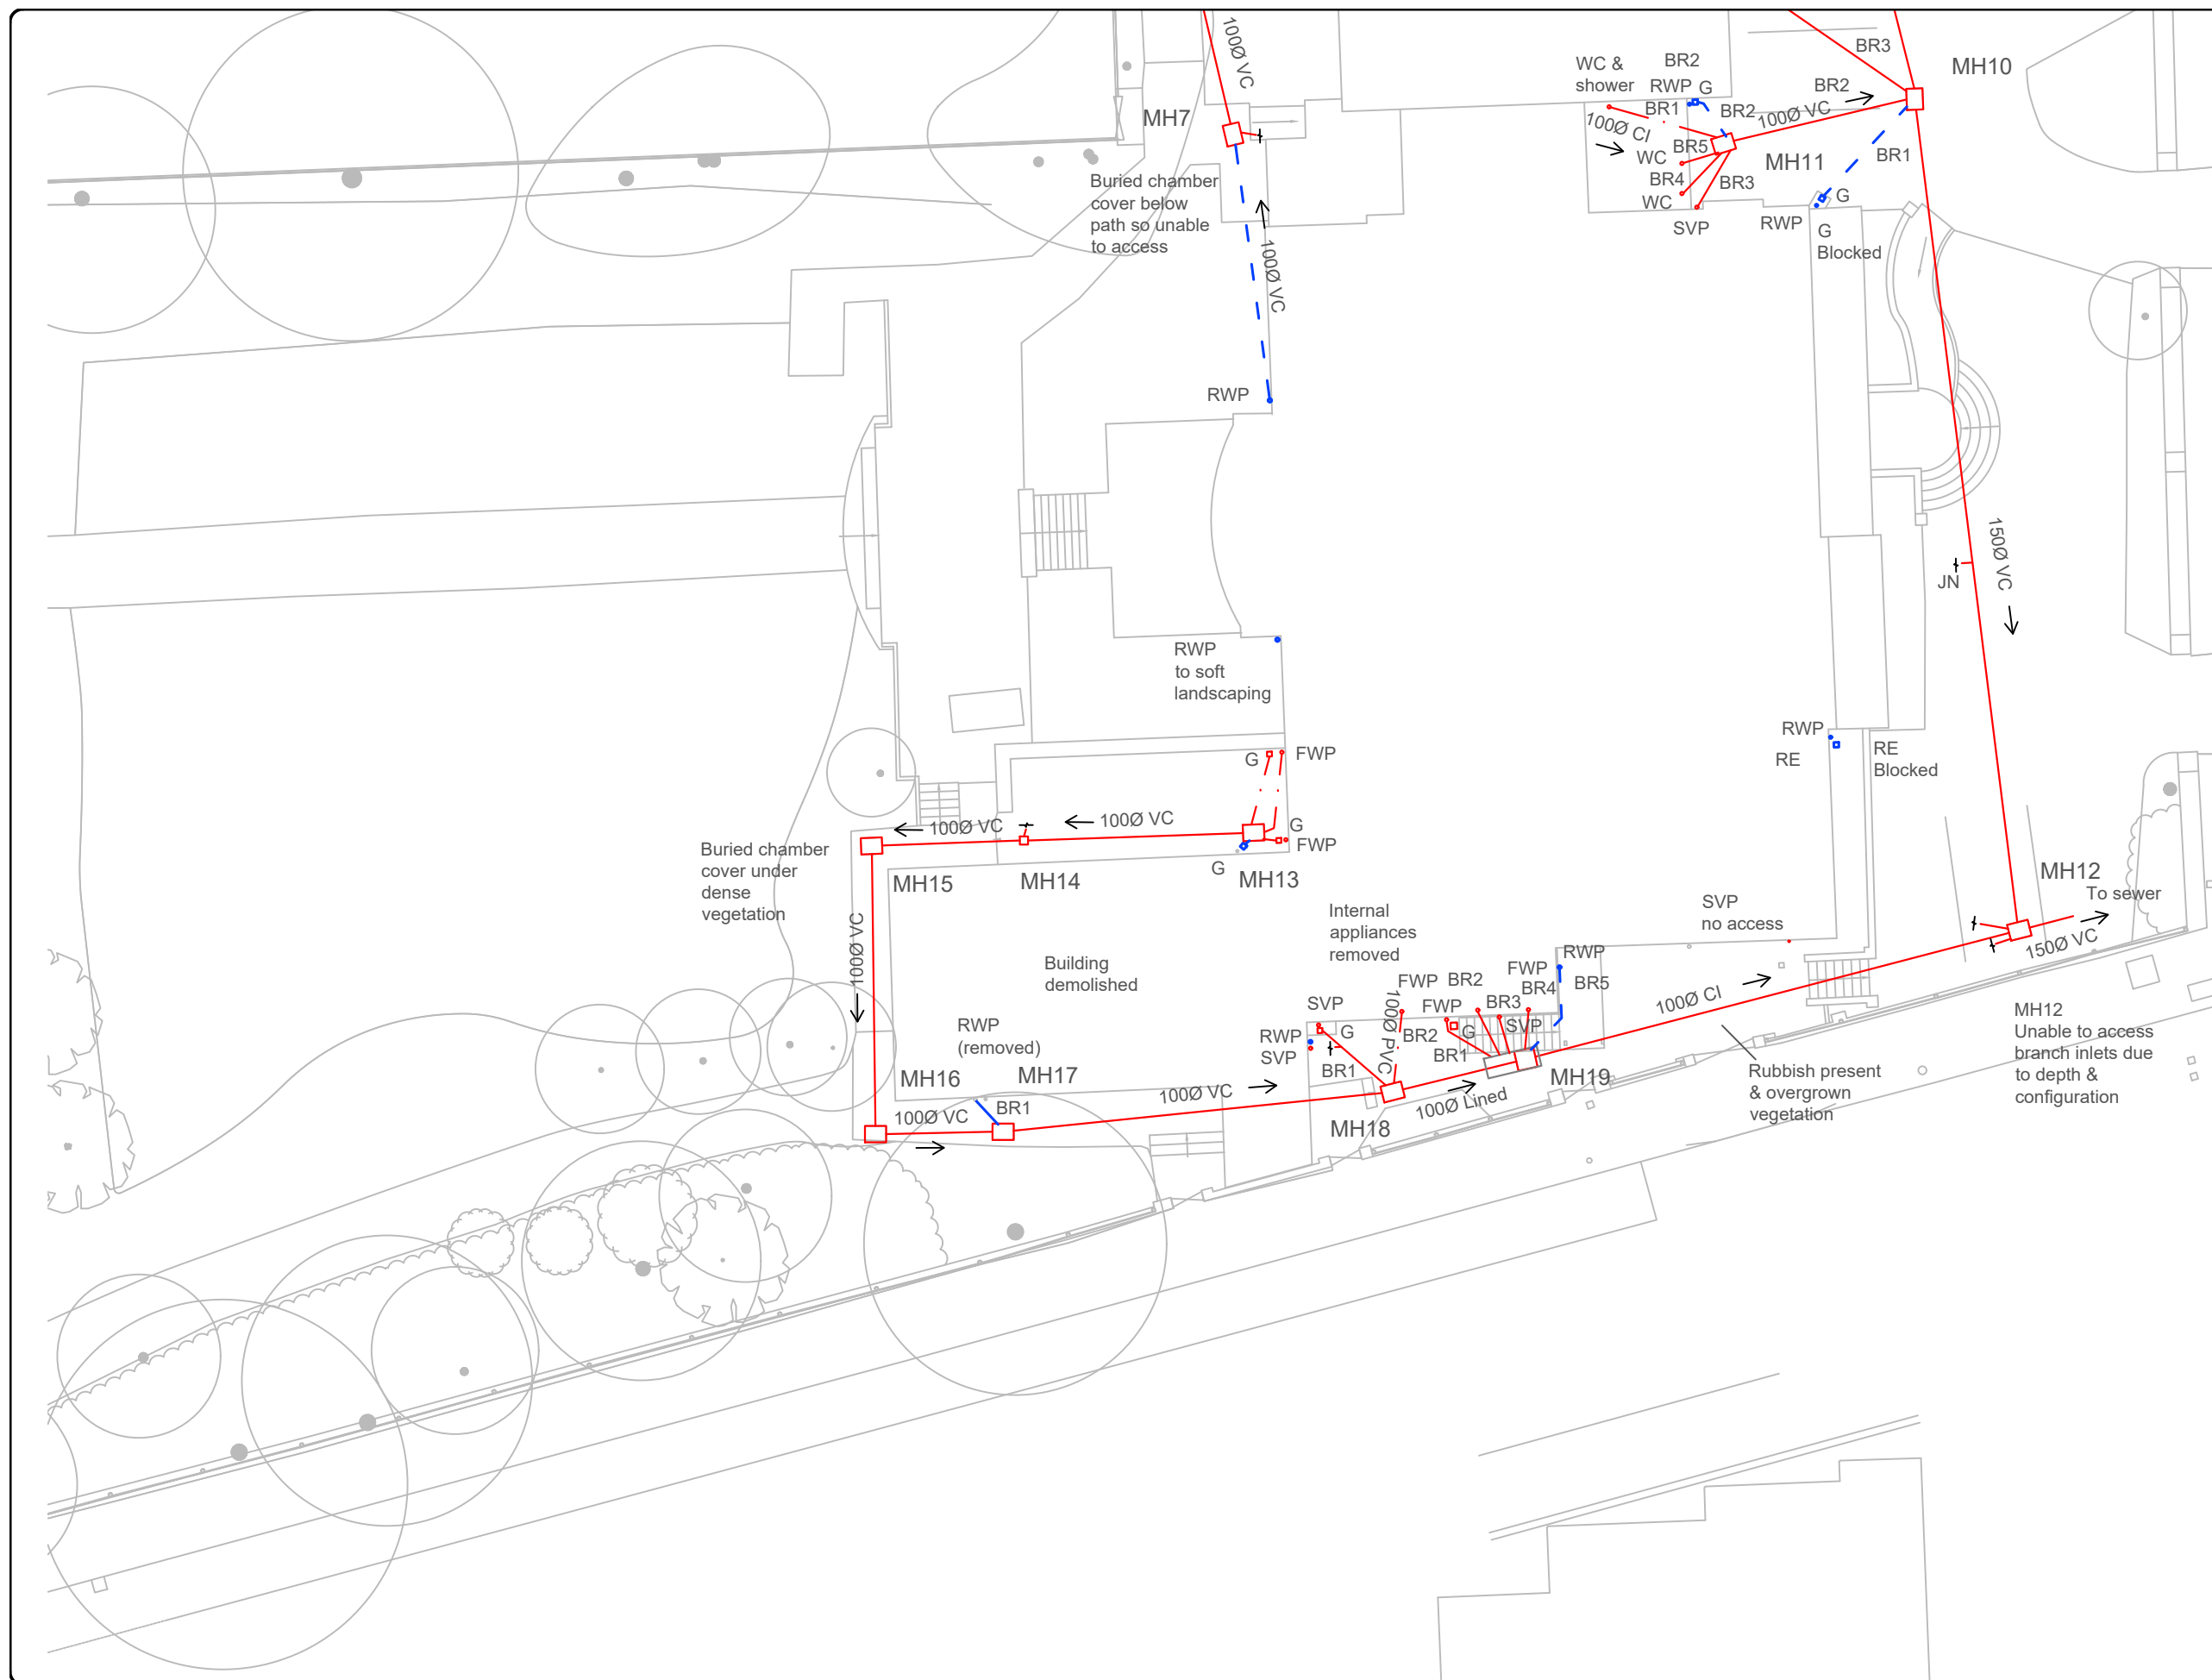 100Ø VC
MH7
Buried chamber
cover below
path so unable
to access
100Ø VC
RWP
WC &
shower
BR2
RWP
G
BR1
BR2
100Ø CI
WC
BR5
BR4
WC
BR3
SVP
MH11
BR2
100Ø VC
BR3
MH10
BR1
RWP
G
G
Blocked
150Ø VC
JN
RWP
to soft
landscaping
RWP
RE
RE
Blocked
G
FWP
G
FWP
G
MH13
100Ø VC
100Ø VC
MH14
MH15
Buried chamber
cover under
dense
vegetation
100Ø VC
Building
demolished
Internal
appliances
removed
SVP
no access
MH12
To sewer
150Ø VC
RWP
(removed)
MH16
MH17
100Ø VC
BR1
100Ø VC
SVP
RWP
G
SVP
BR1
100Ø PVC
FWP
BR2
FWP
BR2
G
BR1
BR3
FWP
BR4
SVP
RWP
BR5
MH18
100Ø Lined
MH19
100Ø CI
Rubbish present
& overgrown
vegetation
MH12
Unable to access
branch inlets due
to depth &
configuration